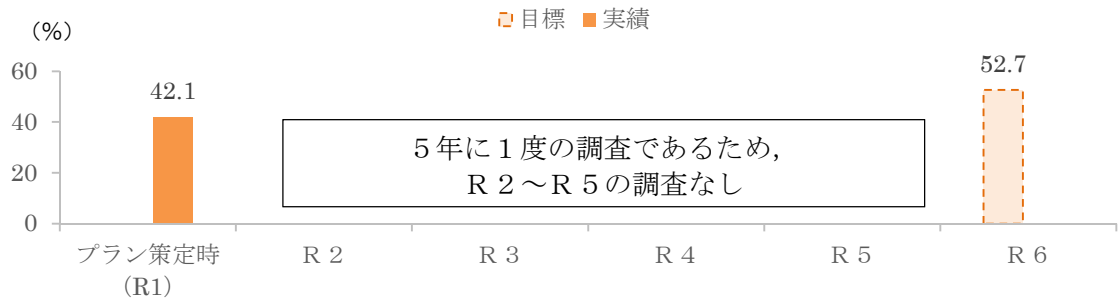 目標 実績
（%）
60
40
20
0
42.1
52.7
５年に１度の調査であるため,
Ｒ２～Ｒ５の調査なし
プラン策定時
（R1）
Ｒ２
Ｒ３
Ｒ４
Ｒ５
Ｒ６